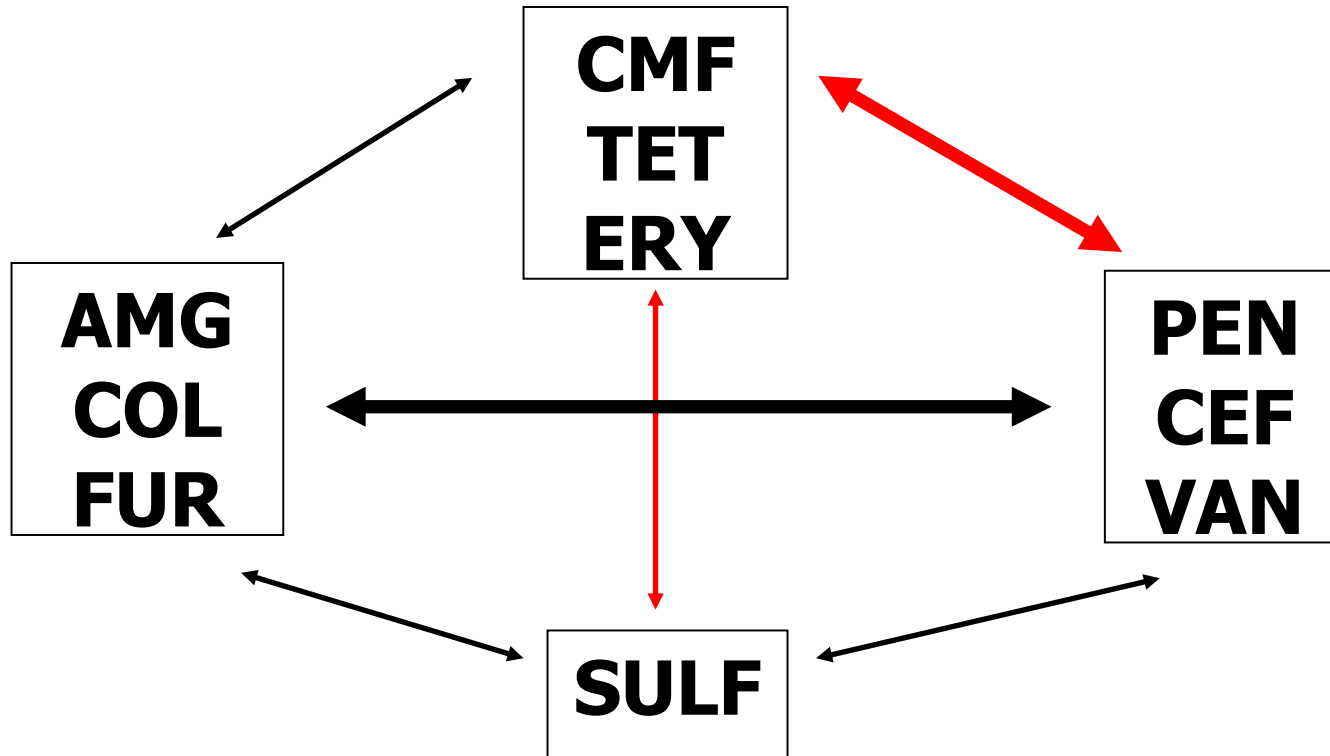 CMF
TET
ERY
AMG
COL
FUR
PEN
CEF
VAN
SULF